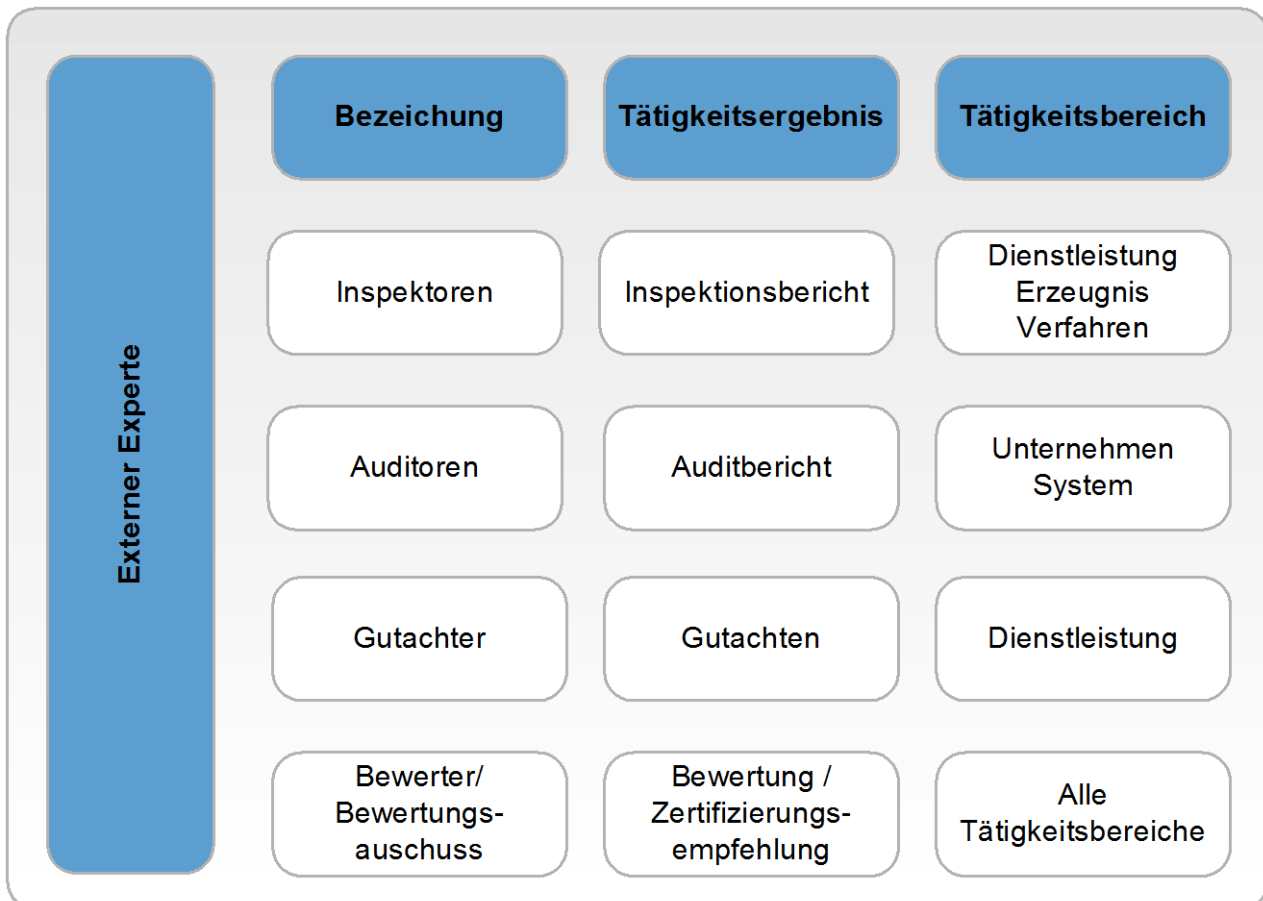 Externer Experte
Bezeichung
Tätigkeitsergebnis
Tätigkeitsbereich
Inspektoren
Inspektionsbericht
Dienstleistung
Erzeugnis
Verfahren
Auditoren
Auditbericht
Unternehmen
System
Gutachter
Gutachten
Dienstleistung
Bewerter/
Bewertungs-
auschuss
Bewertung /
Zertifizierungs-
empfehlung
Alle
Tätigkeitsbereiche